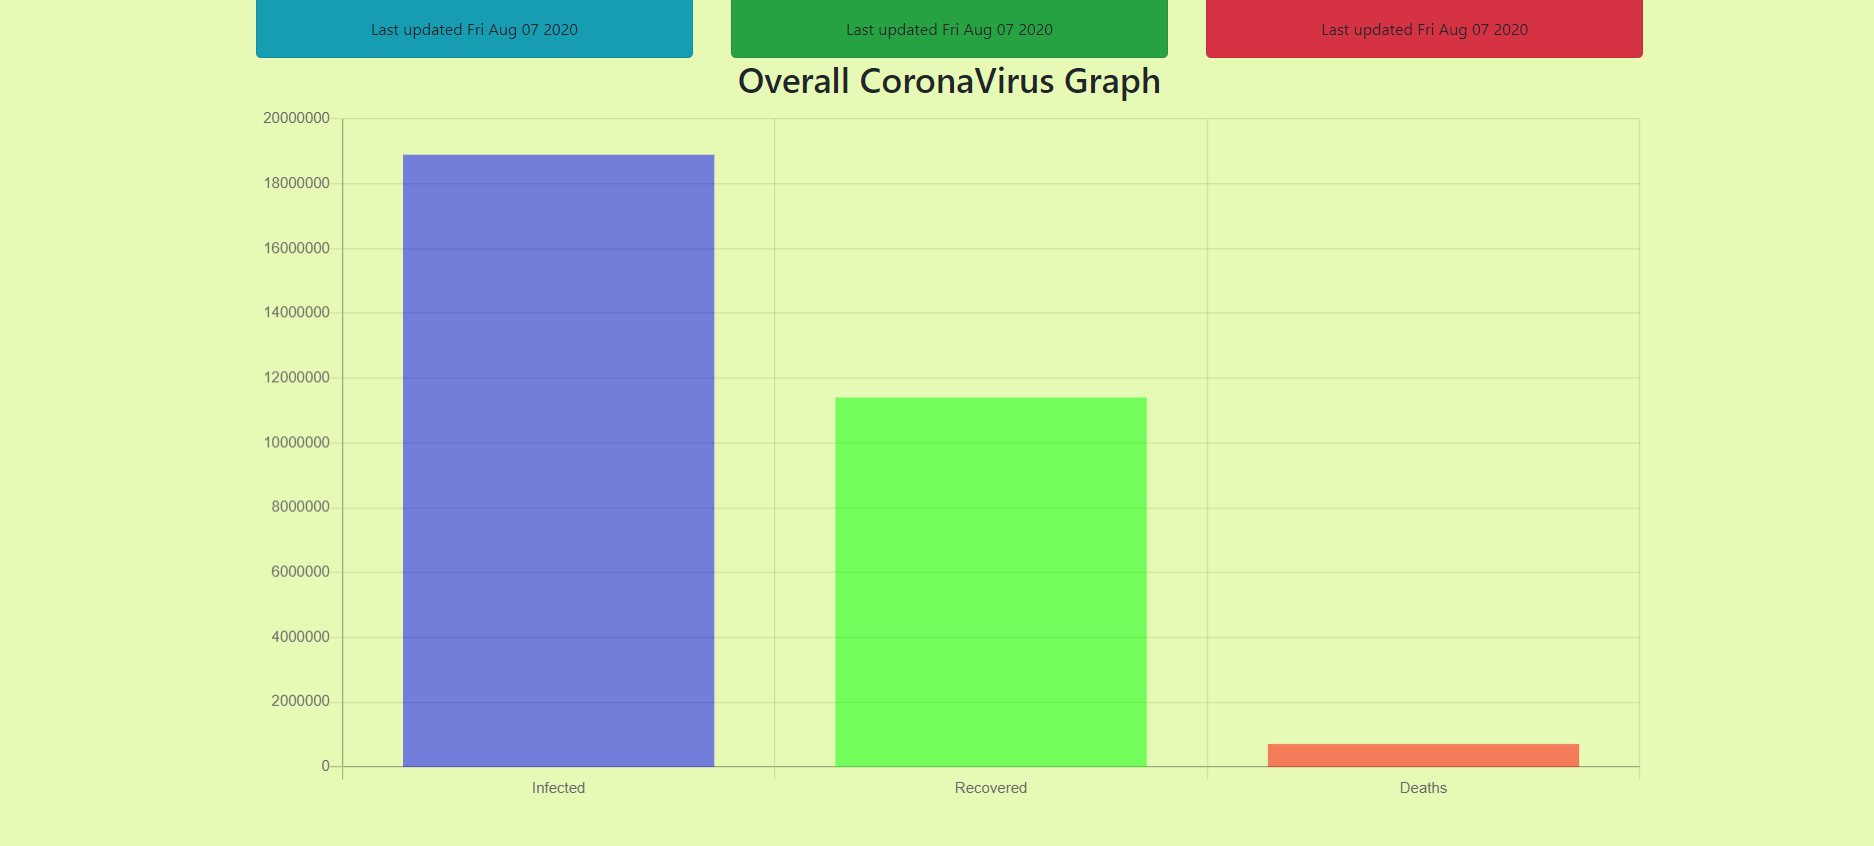 Last updated Fri Aug 07 2020
Last updated Fri Aug 07 2020
Last updated Fri Aug 07 2020
Overall CoronaVirus Graph
20000000
18000000
16000000
14000000
12000000
10000000
8000000
6000000
4000000
2000000
0
Infected
Recovered
Deaths